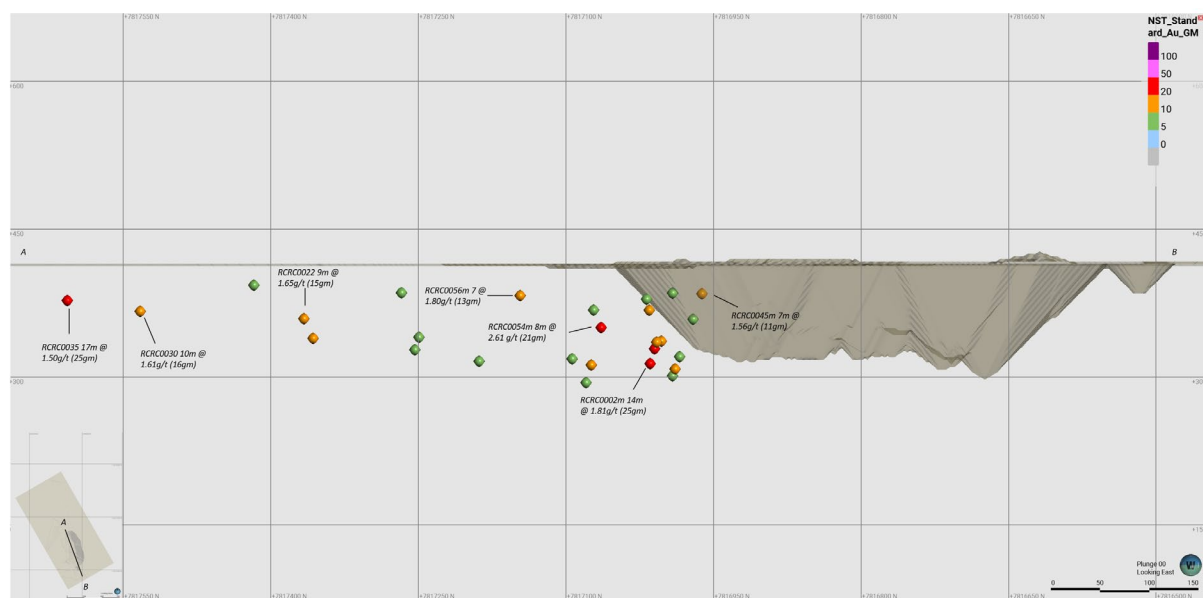 +7817550 N
+7817400 N
+7817250 N
+7817100 N
+7816950 N
+7816800 N
+7816650 N
NST_Stand
ard_Au_GM
100
50
20
10
5
0
+600
+450
A
B
RCRC0022 9m @
1.65g/t (15gm)
RCRC0056m 7 @
1.80g/t (13gm)
RCRC0045m 7m @
1.56g/t (11gm)
RCRC0054m 8m @
2.61 g/t (21gm)
RCRC0035 17m @
1.50g/t (25gm)
RCRC0030 10m @
1.61g/t (16gm)
+300
RCRC0002m 14m
@ 1.81g/t (25gm)
A
B
Plunge 00
Looking East
0 50 100 150
+7817550 N
+7817400 N
+7817250 N
+7817100 N
+7816950 N
+7816800 N
+7816650 N
+7816500 N